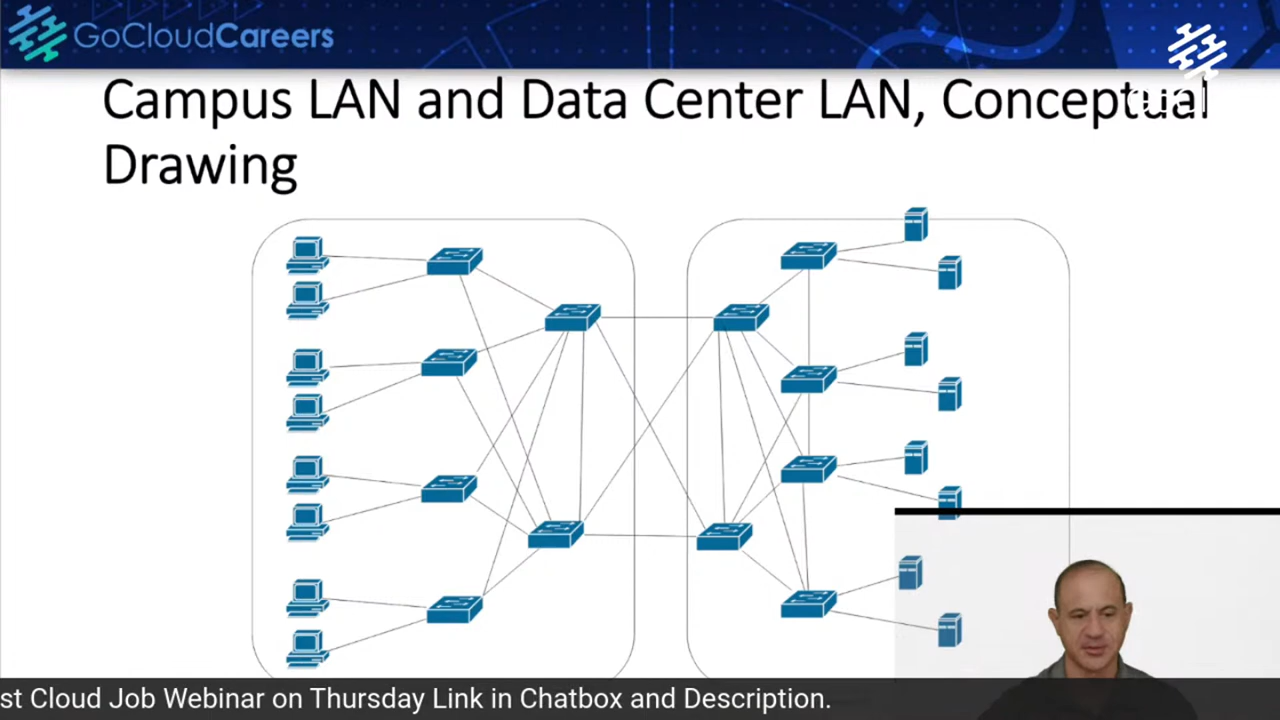 GoCloudCareers
Campus LAN and Data Center LAN, Conceptual
Drawing
st Cloud Job Webinar on Thursday Link in Chatbox and Description.